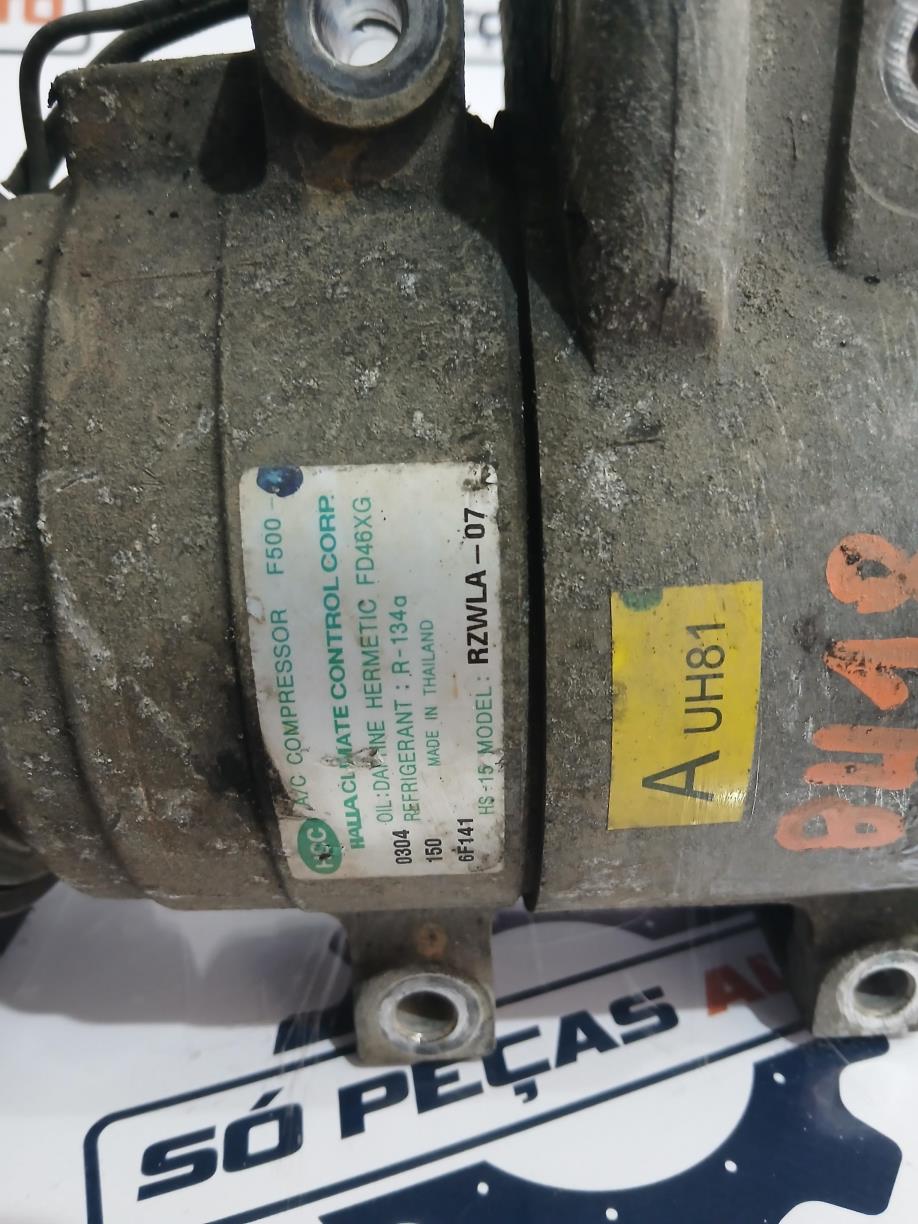 A/C COMPRESSOR F500 -
HCC HALLA CLIMATE CONTROL CORP.
0304 OIL: HERMETIC FD46XG
150 REFRIGERANT : R-134a
MADE IN THAILAND
6F141
HS-15 MODEL: RZWLA-07
A UH81
SÓ PEÇAS